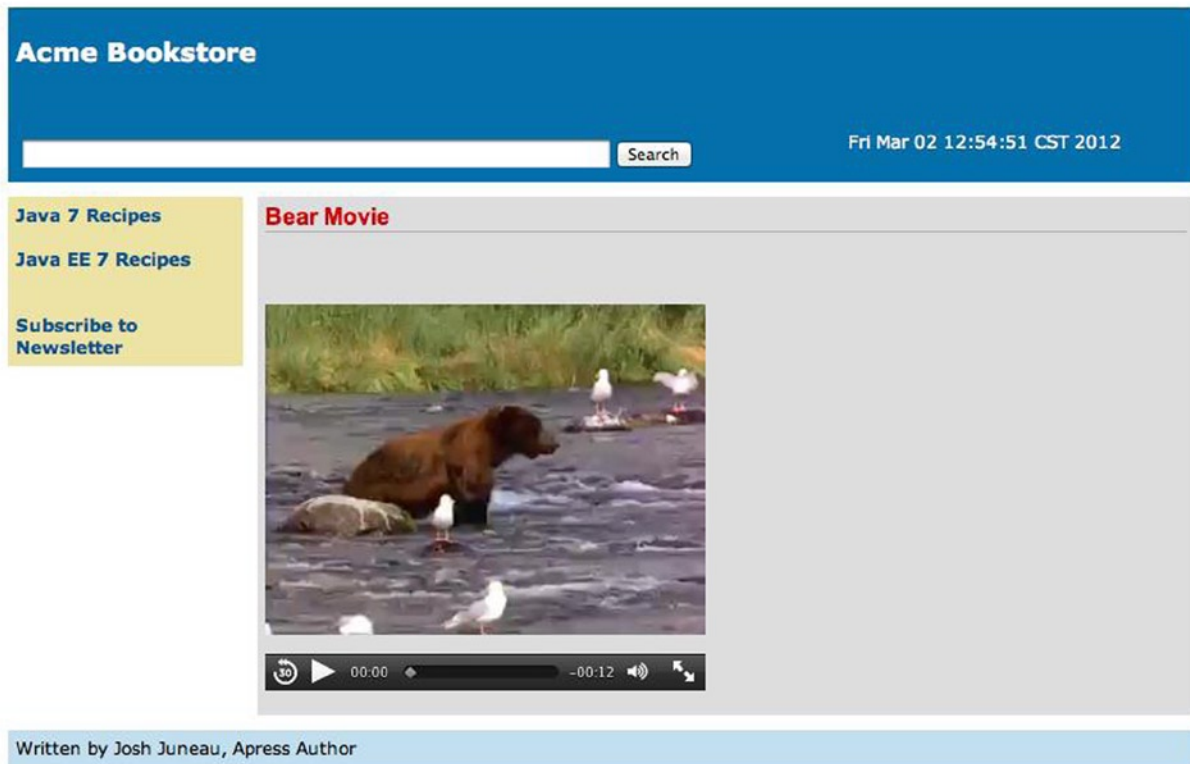 Acme Bookstore
Search
Fri Mar 02 12:54:51 CST 2012
Java 7 Recipes
Java EE 7 Recipes
Subscribe to
Newsletter
Bear Movie
30
00:00
-00:12
Written by Josh Juneau, Apress Author